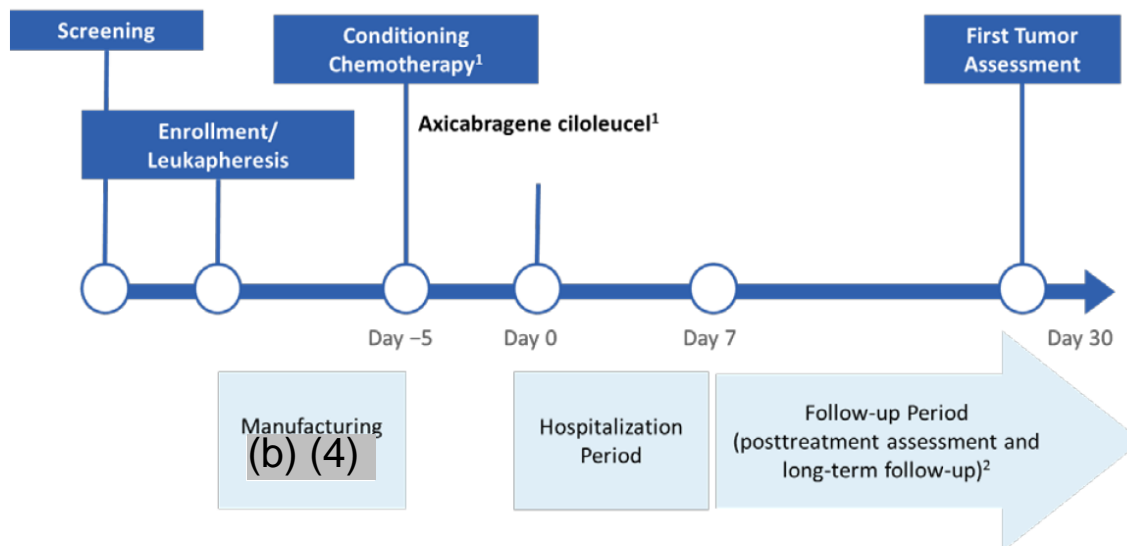 Screening
Conditioning
Chemotherapy¹
First Tumor
Assessment
Enrollment/
Leukapheresis
Axicabragene ciloleucel¹
Day −5
Day 0
Day 7
Day 30
Manufacturing
(b) (4)
Hospitalization
Period
Follow-up Period
(posttreatment assessment and
long-term follow-up)²